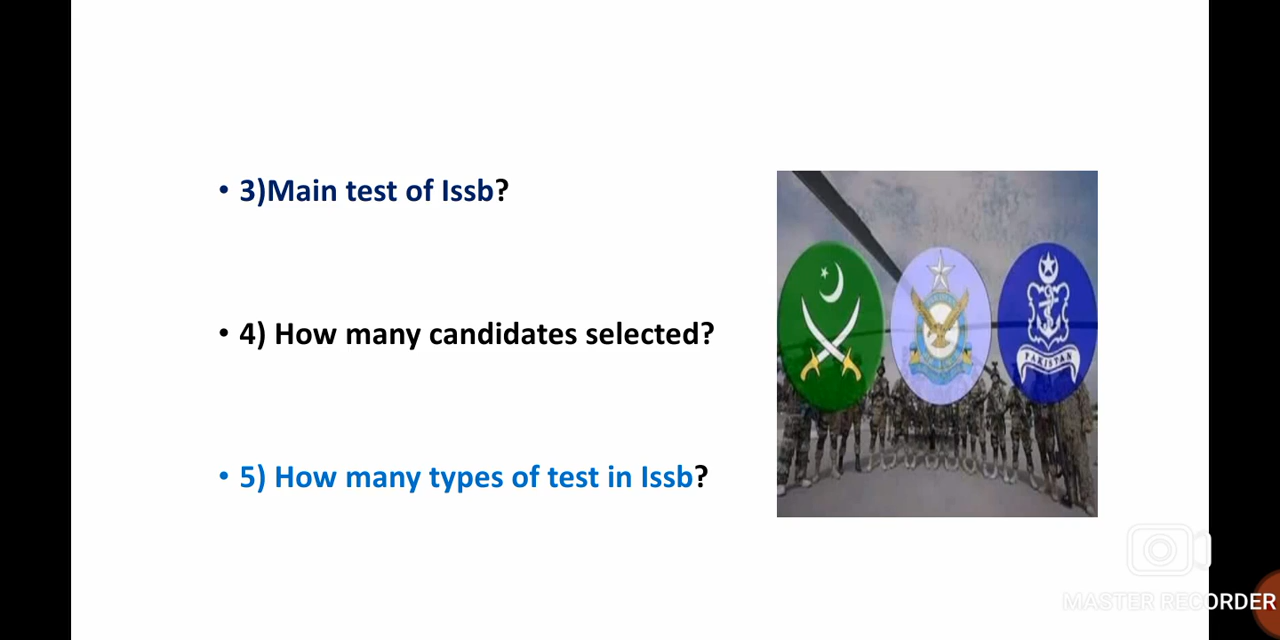 • 3)Main test of Issb?
• 4) How many candidates selected?
• 5) How many types of test in Issb?
PAKISTAN
MASTER RECORDER